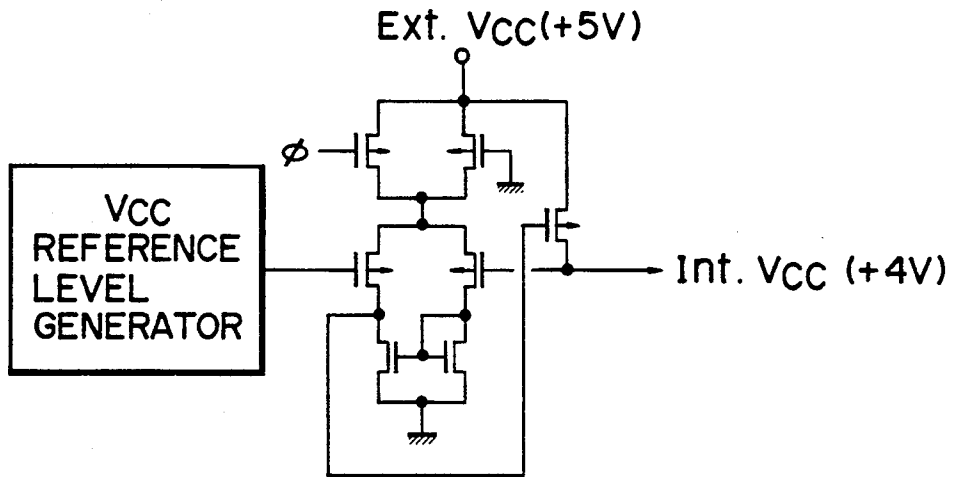 Ext. VCC(+5V)
ϕ
VCC
REFERENCE
LEVEL
GENERATOR
Int. VCC (+4V)